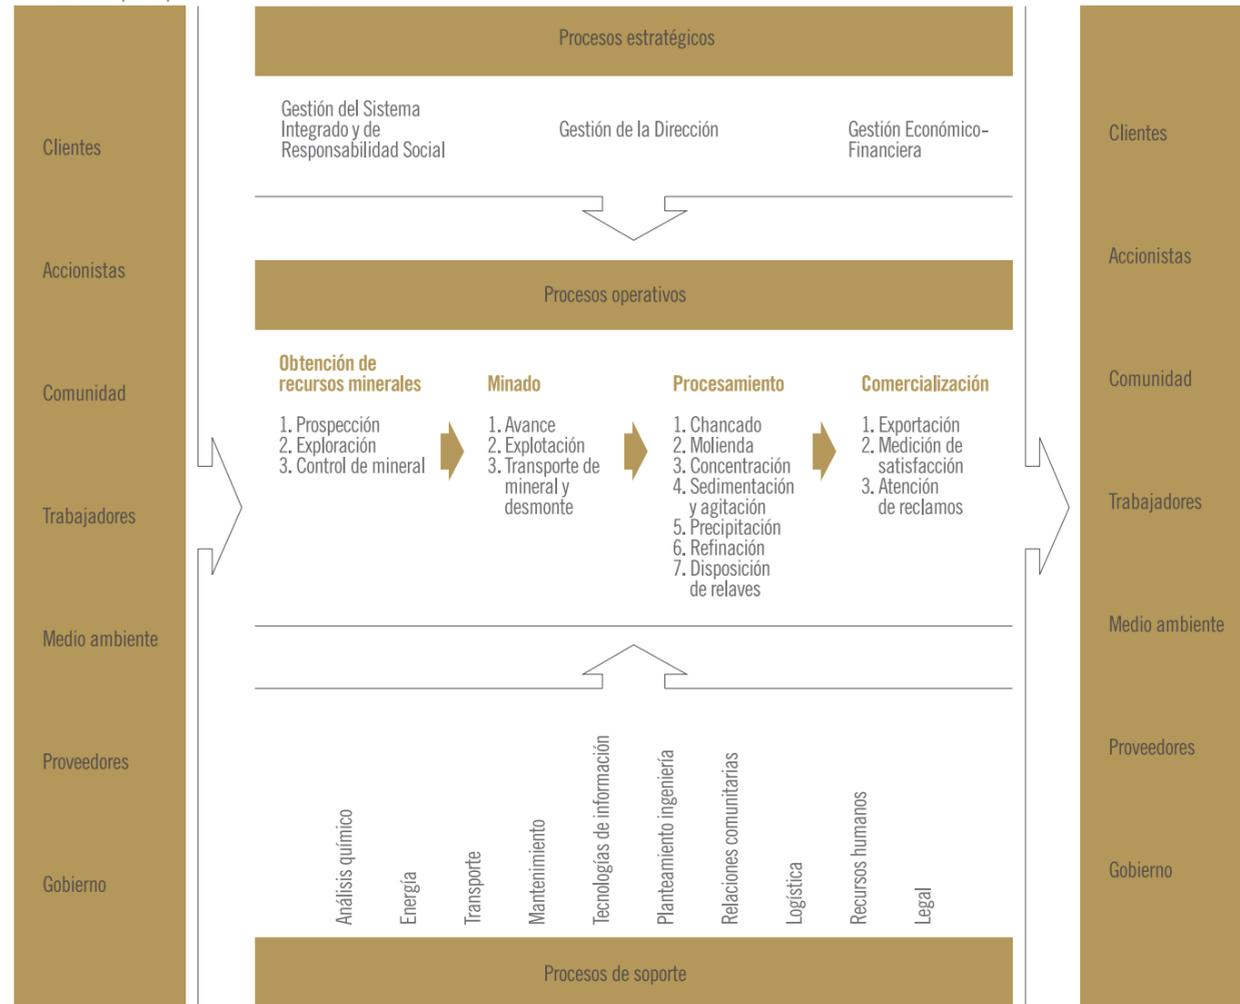 Clientes
Accionistas
Comunidad
Trabajadores
Medio ambiente
Proveedores
Gobierno
Procesos estratégicos
Gestión del Sistema
Integrado y de
Responsabilidad Social
Gestión de la Dirección
Gestión Económico-
Financiera
Procesos operativos
Obtención de
recursos minerales
1. Prospección
2. Exploración
3. Control de mineral
Minado
1. Avance
2. Explotación
3. Transporte de
mineral y
desmonte
Procesamiento
1. Chancado
2. Molienda
3. Concentración
4. Sedimentación
y agitación
5. Precipitación
6. Refinación
7. Disposición
de relaves
Comercialización
1. Exportación
2. Medición de
satisfacción
3. Atención
de reclamos
Análisis químico
Energía
Transporte
Mantenimiento
Tecnologías de información
Planteamiento ingeniería
Relaciones comunitarias
Logística
Recursos humanos
Legal
Procesos de soporte
Clientes
Accionistas
Comunidad
Trabajadores
Medio ambiente
Proveedores
Gobierno